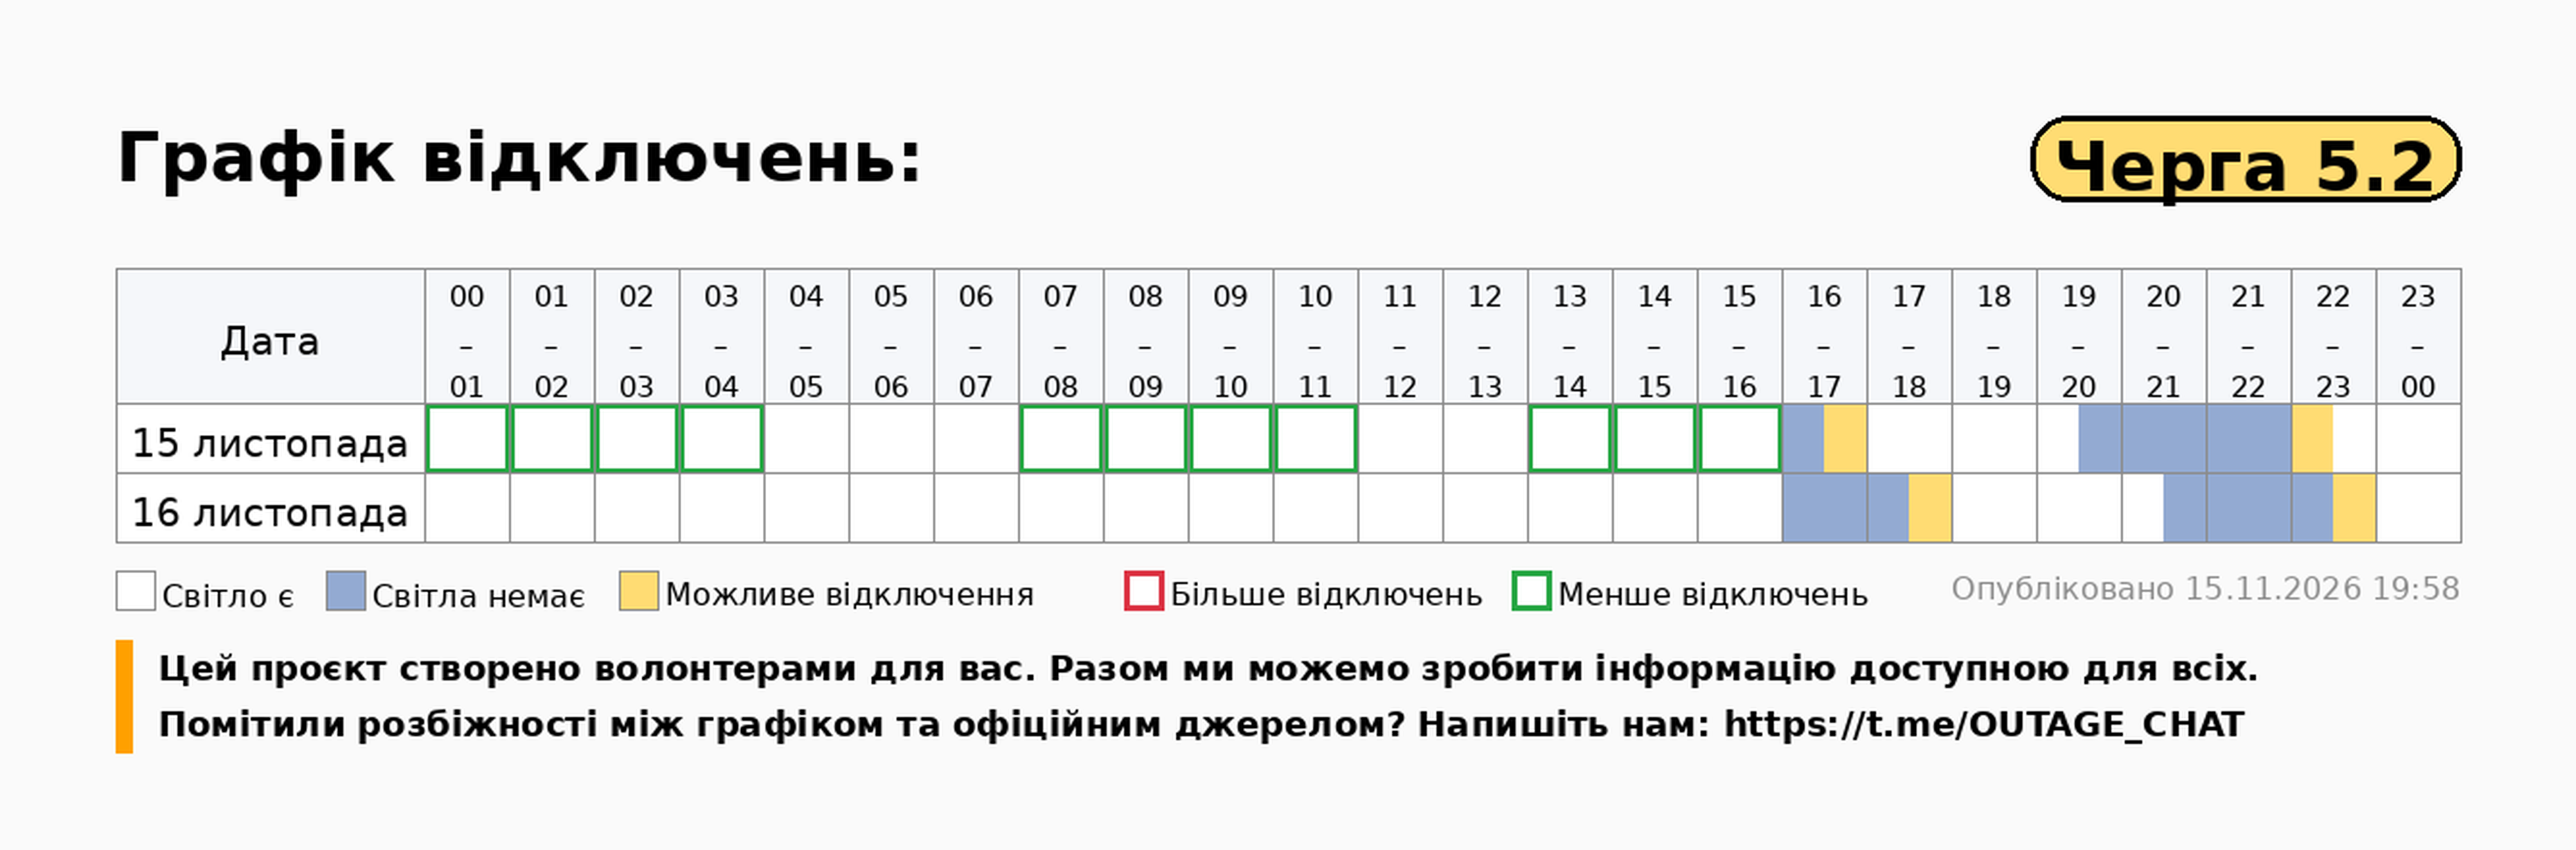 Графік відключень:
Черга 5.2
Дата
00 – 01
01 – 02
02 – 03
03 – 04
04 – 05
05 – 06
06 – 07
07 – 08
08 – 09
09 – 10
10 – 11
11 – 12
12 – 13
13 – 14
14 – 15
15 – 16
16 – 17
17 – 18
18 – 19
19 – 20
20 – 21
21 – 22
22 – 23
23 – 00
15 листопада
16 листопада
Світло є
Світла немає
Можливе відключення
Більше відключень
Менше відключень
Опубліковано 15.11.2026 19:58
Цей проєкт створено волонтерами для вас. Разом ми можемо зробити інформацію доступною для всіх.
Помітили розбіжності між графіком та офіційним джерелом? Напишіть нам: https://t.me/OUTAGE_CHAT